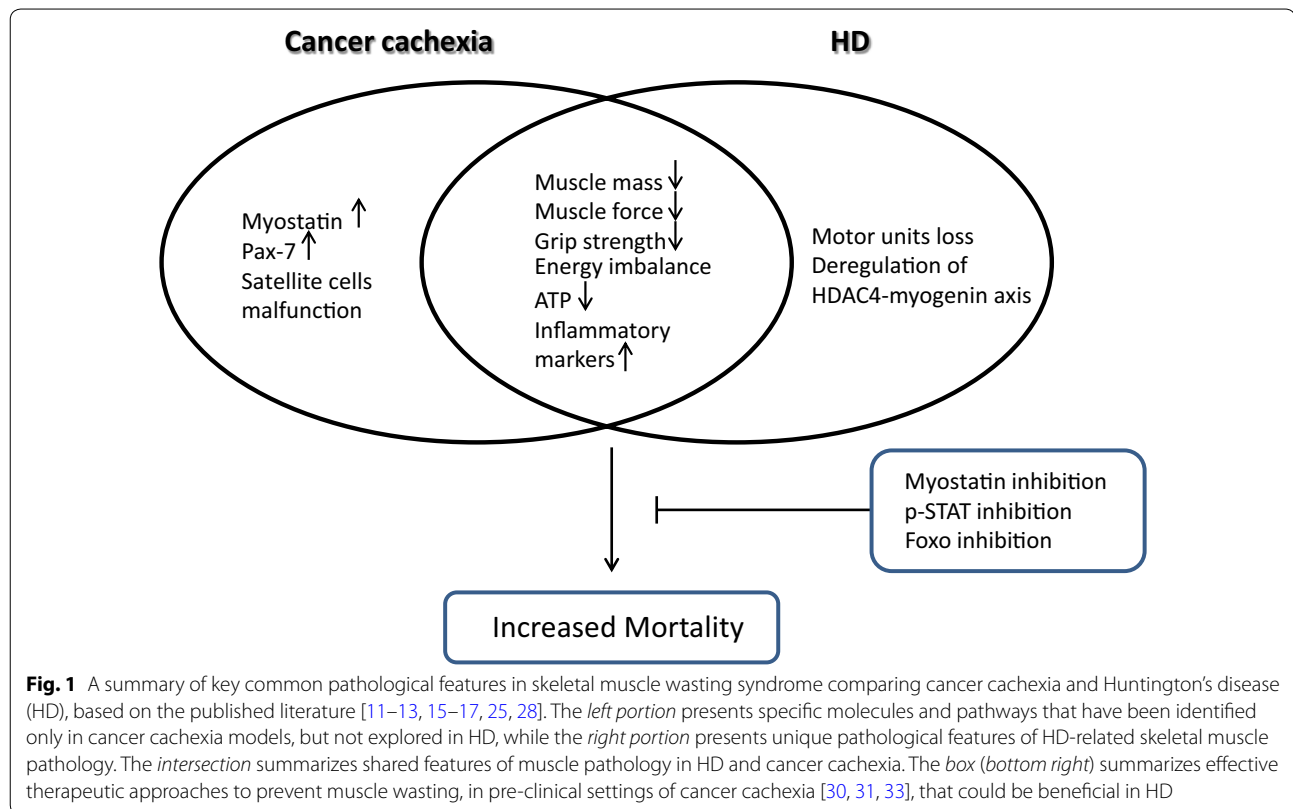 Cancer cachexia
HD
Myostatin ↑
Pax-7 ↑
Satellite cells
malfunction
Muscle mass ↓
Muscle force ↓
Grip strength ↓
Energy imbalance
ATP ↓
Inflammatory
markers ↑
Motor units loss
Deregulation of
HDAC4-myogenin axis
Myostatin inhibition
p-STAT inhibition
Foxo inhibition
Increased Mortality
Fig. 1 A summary of key common pathological features in skeletal muscle wasting syndrome comparing cancer cachexia and Huntington's disease
(HD), based on the published literature [11–13, 15–17, 25, 28]. The left portion presents specific molecules and pathways that have been identified
only in cancer cachexia models, but not explored in HD, while the right portion presents unique pathological features of HD-related skeletal muscle
pathology. The intersection summarizes shared features of muscle pathology in HD and cancer cachexia. The box (bottom right) summarizes effective
therapeutic approaches to prevent muscle wasting, in pre-clinical settings of cancer cachexia [30, 31, 33], that could be beneficial in HD